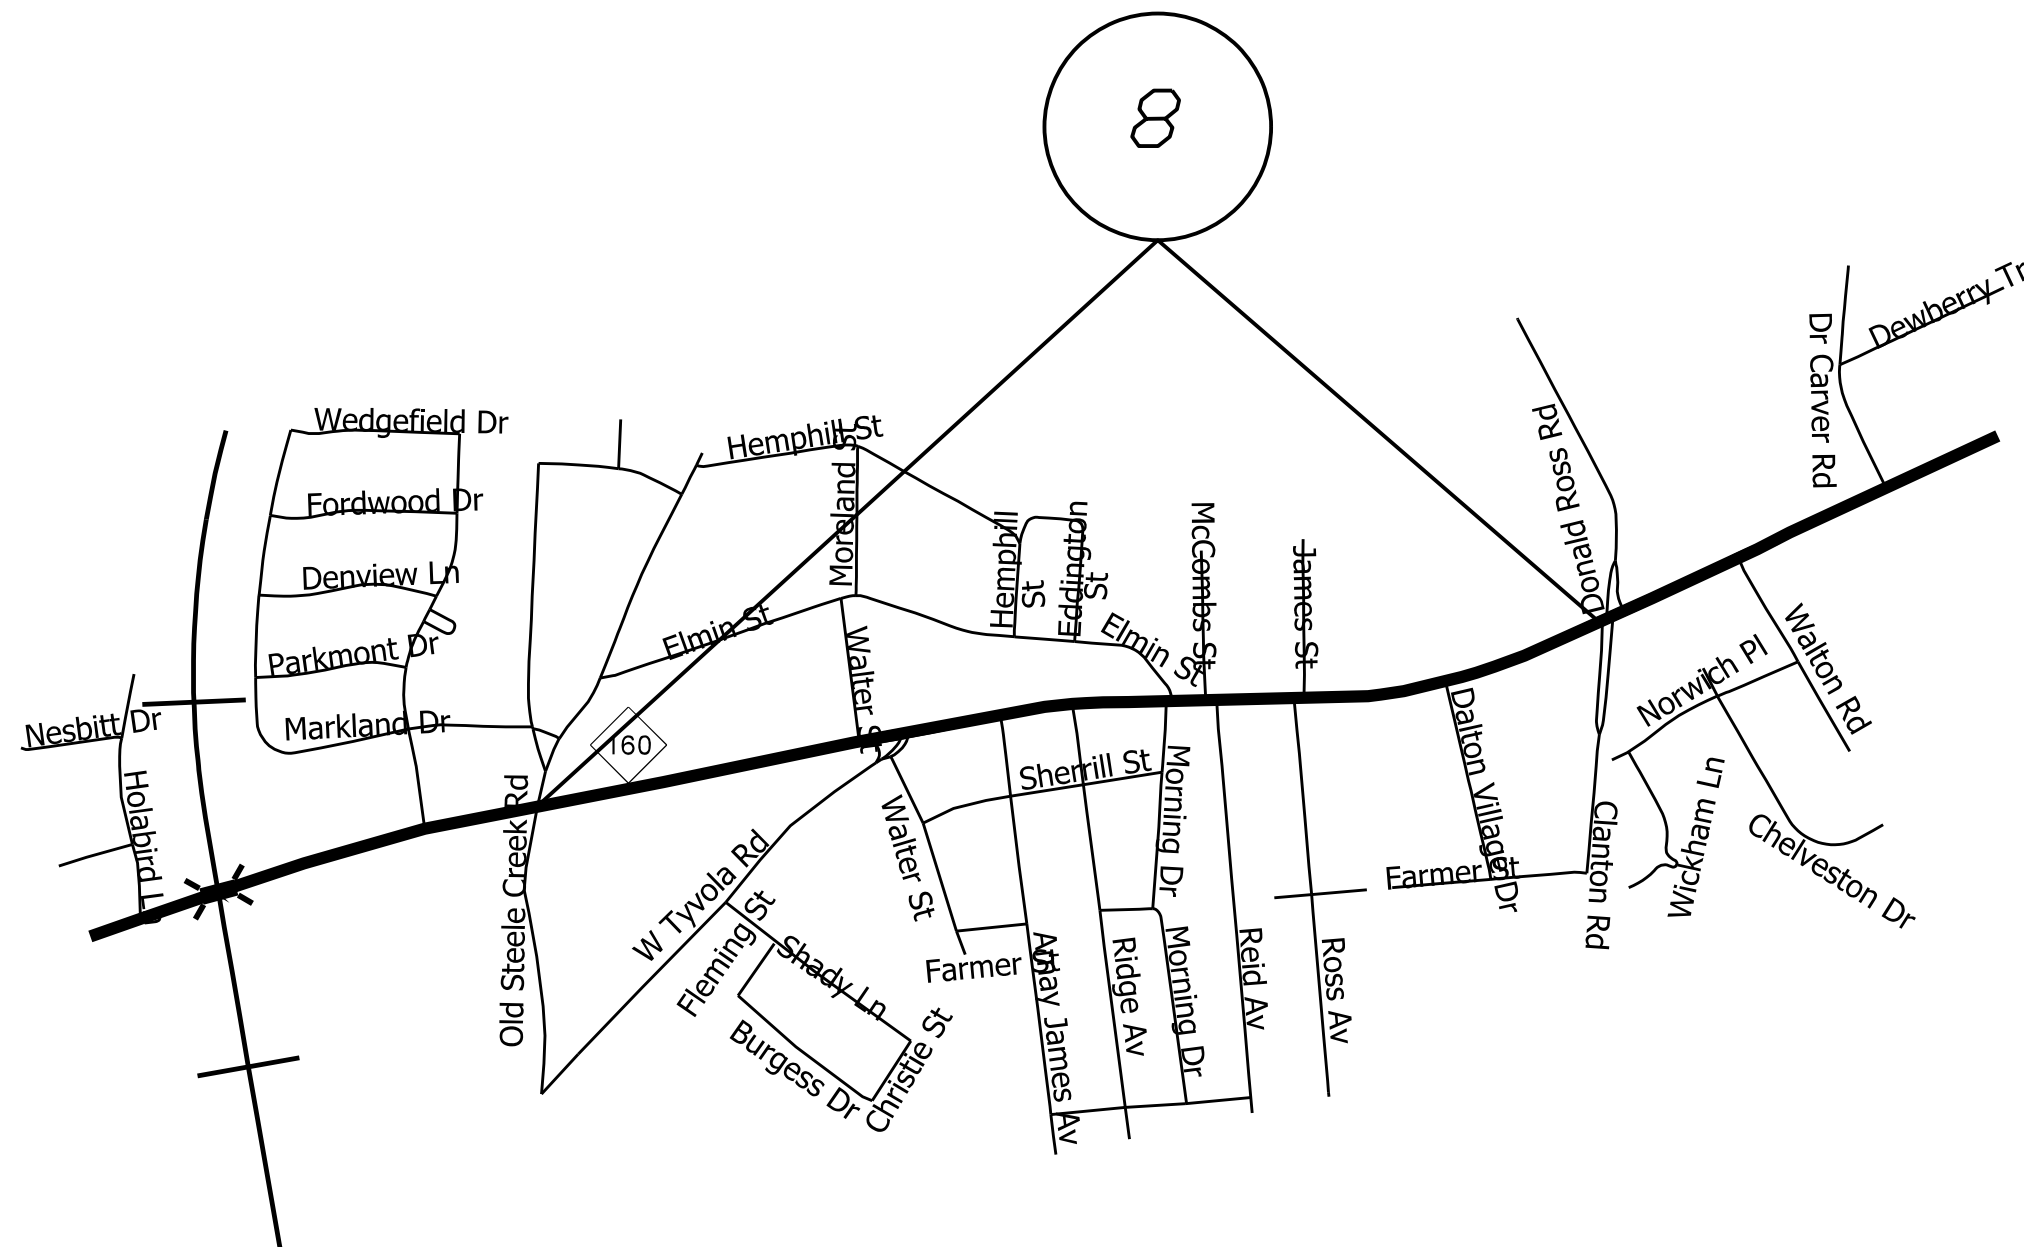 8
Dewberry Tr
Dr Carver Rd
Donald Ross Rd
Wedgefield Dr
Hemphill St
Moreland St
Fordwood Dr
Denview Ln
Hemphill
St
Eddington
St
McCombs St
James St
Elmin St
Elmin St
Parkmont Dr
Walter St
Norwich Pl
Walton Rd
Nesbitt Dr
Markland Dr
160
Dalton Village Dr
Sherrill St
Morning Dr
Holabird L
Old Steele Creek Rd
W Tyvola Rd
Walter St
Wickham Ln
Clanton Rd
Chelveston Dr
Farmer St
Fleming St
Shady Ln
Farmer St
Amay James Av
Ridge Av
Morning Dr
Reid Av
Ross Av
Burgess Dr
Christie St